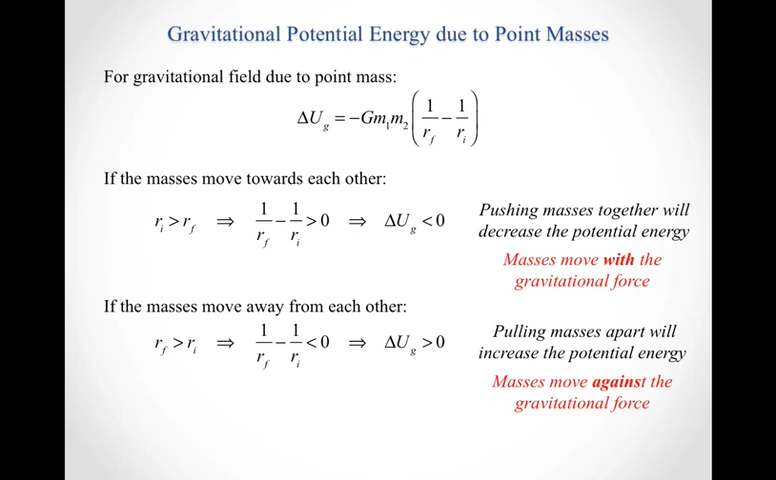 Gravitational Potential Energy due to Point Masses
For gravitational field due to point mass:
ΔU_g = −Gm₁m₂(1/r_f − 1/r_i)
If the masses move towards each other:
r_i > r_f ⇒ 1/r_f − 1/r_i > 0 ⇒ ΔU_g < 0
Pushing masses together will
decrease the potential energy
Masses move with the
gravitational force
If the masses move away from each other:
r_f > r_i ⇒ 1/r_f − 1/r_i < 0 ⇒ ΔU_g > 0
Pulling masses apart will
increase the potential energy
Masses move against the
gravitational force